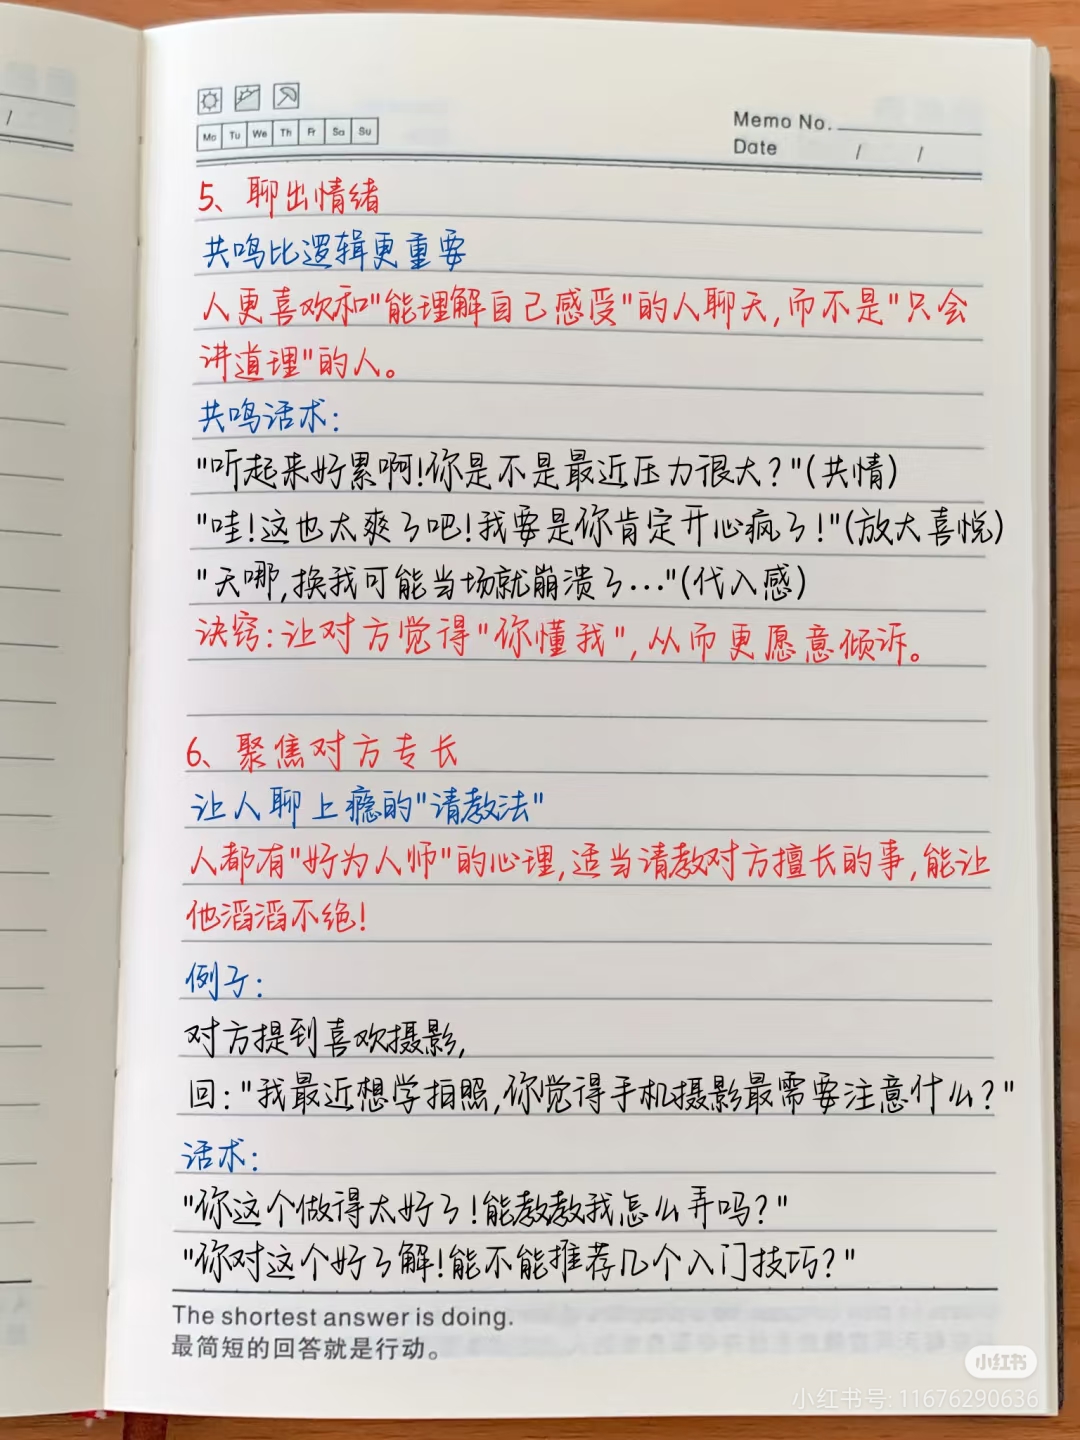 Mo Tu We Th Fr Sa Su
Memo No.
Date / /
5、聊出情绪
共鸣比逻辑更重要
人更喜欢和"能理解自己感受"的人聊天,而不是"只会
讲道理"的人。
共鸣话术:
"听起来好累啊!你是不是最近压力很大?"(共情)
"哇!这也太爽了吧!我要是你肯定开心疯了!"(放大喜悦)
"天哪,换我可能当场就崩溃了…"(代入感)
诀窍:让对方觉得"你懂我",从而更愿意倾诉。
6、聚焦对方专长
让人聊上瘾的"请教法"
人都有"好为人师"的心理,适当请教对方擅长的事,能让
他滔滔不绝!
例子:
对方提到喜欢摄影,
回:"我最近想学拍照,你觉得手机摄影最需要注意什么?"
话术:
"你这个做得太好了!能教教我怎么弄吗?"
"你对这个好了解!能不能推荐几个入门技巧?"
The shortest answer is doing.
最简短的回答就是行动。
小红书
小红书号: 11676290636